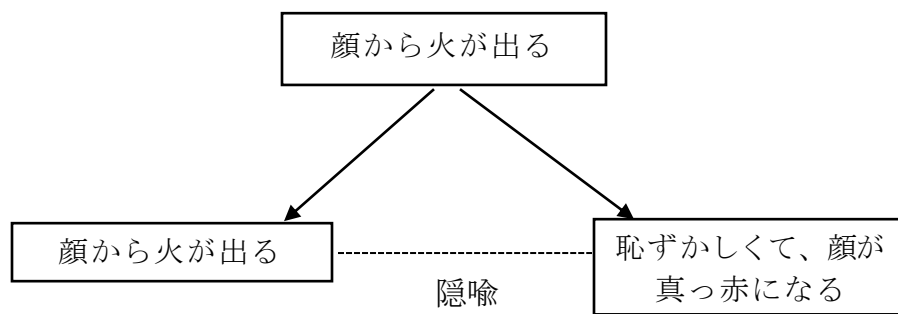 顔から火が出る
顔から火が出る
恥ずかしくて、顔が
真っ赤になる
隠喩